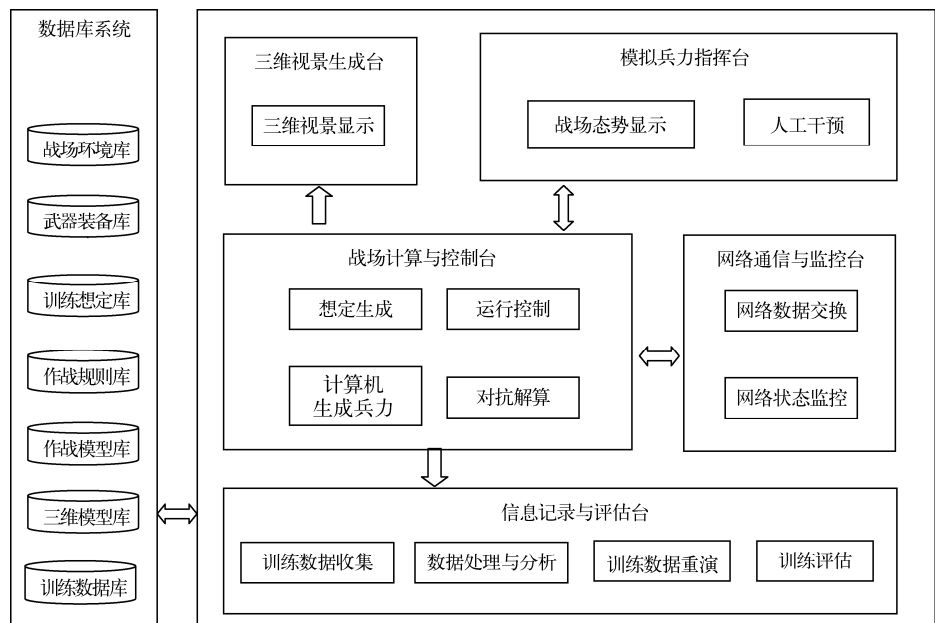 数据库系统
战场环境库
武器装备库
训练想定库
作战规则库
作战模型库
三维模型库
训练数据库
三维视景生成台
三维视景显示
模拟兵力指挥台
战场态势显示
人工干预
战场计算与控制台
想定生成
运行控制
计算机
生成兵力
对抗解算
网络通信与监控台
网络数据交换
网络状态监控
信息记录与评估台
训练数据收集
数据处理与分析
训练数据重演
训练评估